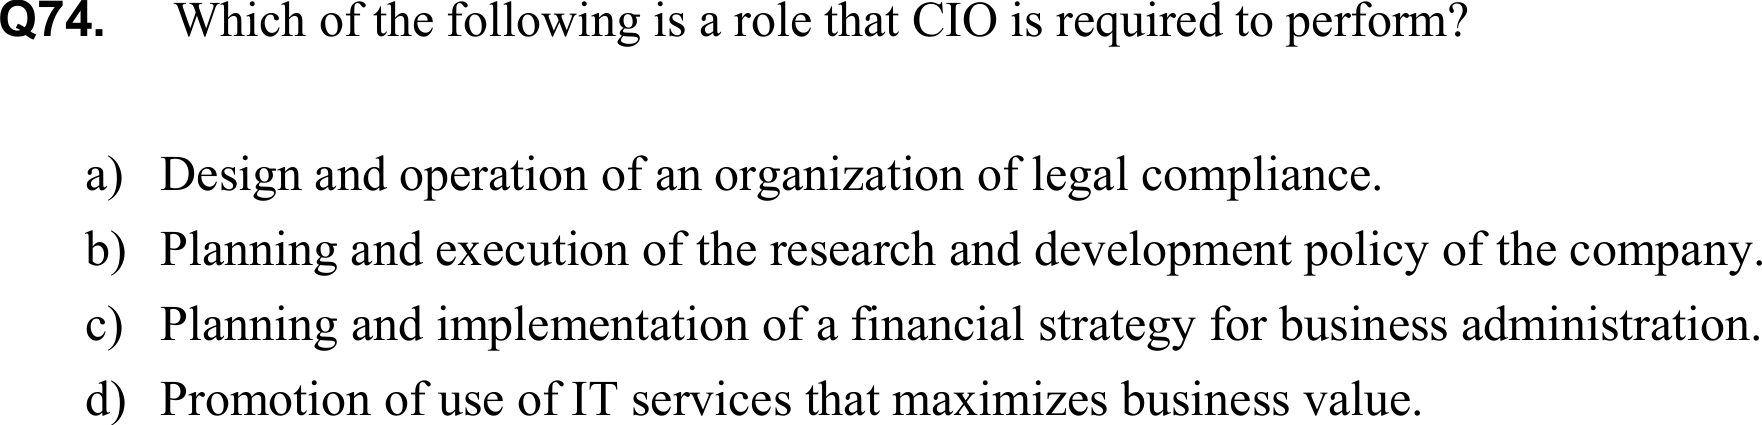 Q74. Which of the following is a role that CIO is required to perform?
a) Design and operation of an organization of legal compliance.
b) Planning and execution of the research and development policy of the company.
c) Planning and implementation of a financial strategy for business administration.
d) Promotion of use of IT services that maximizes business value.